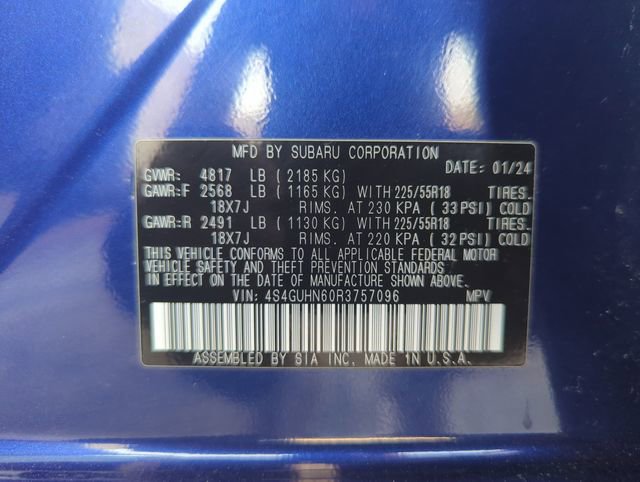 MFD BY SUBARU CORPORATION
DATE: 01/24
GVWR: 4817 LB ( 2185 KG)
GAWR:F 2568 LB ( 1165 KG) WITH 225/55R18 TIRES.
18X7J RIMS. AT 230 KPA ( 33 PSI) COLD
GAWR:R 2491 LB ( 1130 KG) WITH 225/55R18 TIRES.
18X7J RIMS. AT 220 KPA ( 32 PSI) COLD
THIS VEHICLE CONFORMS TO ALL APPLICABLE FEDERAL MOTOR
VEHICLE SAFETY AND THEFT PREVENTION STANDARDS
IN EFFECT ON THE DATE OF MANUFACTURE SHOWN ABOVE.
VIN: 4S4GUHN60R3757096 MPV
ASSEMBLED BY SIA INC. MADE IN U.S.A.